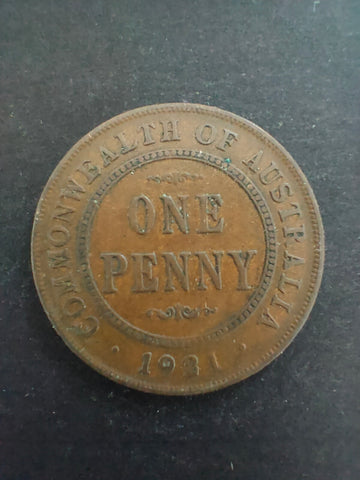 COMMONWEALTH OF AUSTRALIA
ONE
PENNY
1921